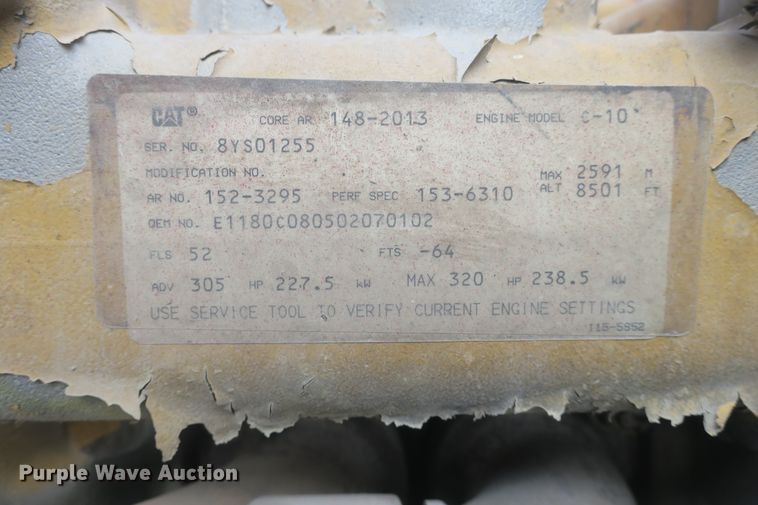 CAT® CORE AR 148-2013 ENGINE MODEL C-10
SER. NO. 8YS01255
MODIFICATION NO. MAX 2591 M
AR NO. 152-3295 PERF SPEC 153-6310 ALT 8501 FT
OEM NO. E1180C080502070102
FLS 52 FTS -64
ADV 305 HP 227.5 kW MAX 320 HP 238.5 kW
USE SERVICE TOOL TO VERIFY CURRENT ENGINE SETTINGS
115-5852
Purple Wave Auction